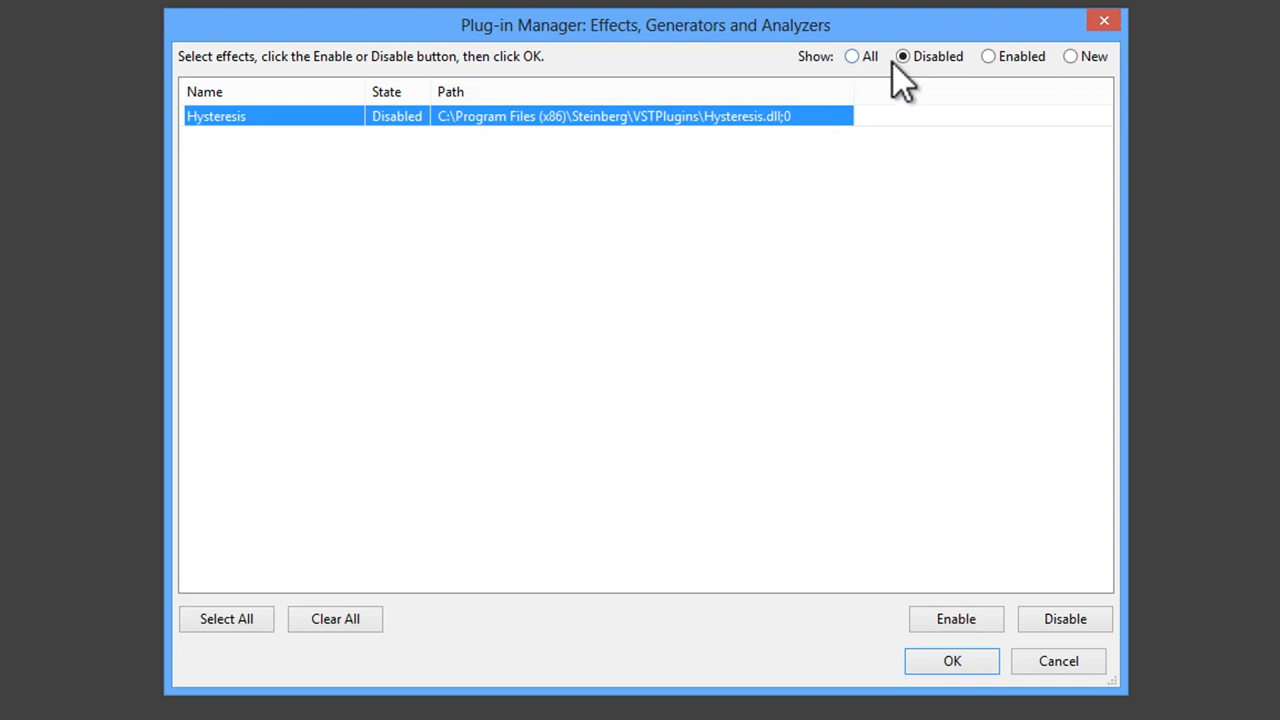 Plug-in Manager: Effects, Generators and Analyzers
Select effects, click the Enable or Disable button, then click OK. Show: All Disabled Enabled New
Name State Path
Hysteresis Disabled C:\Program Files (x86)\Steinberg\VSTPlugins\Hysteresis.dll;0
Select All Clear All Enable Disable
OK Cancel